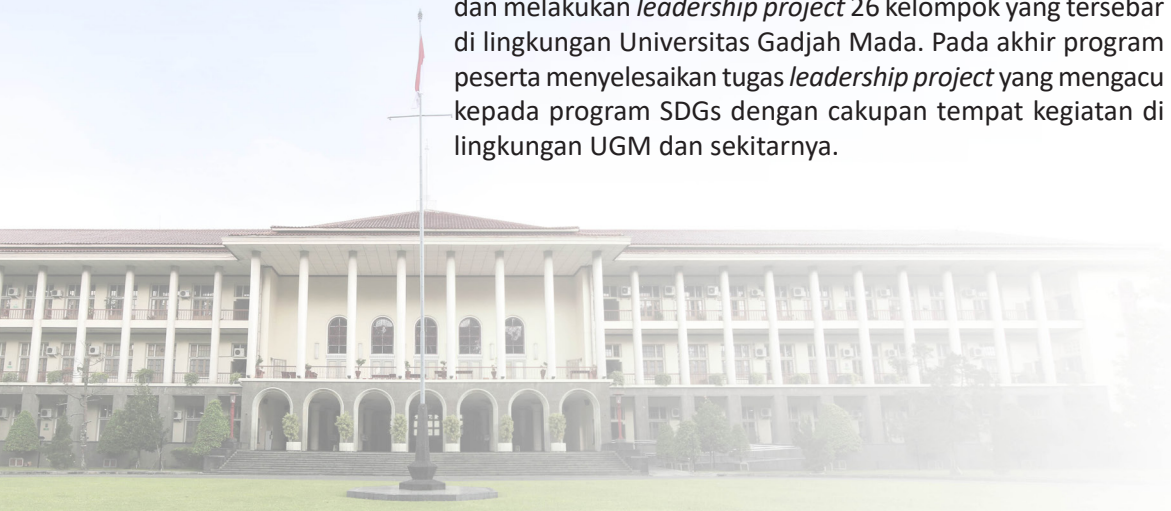 dan melakukan leadership project 26 kelompok yang tersebar
di lingkungan Universitas Gadjah Mada. Pada akhir program
peserta menyelesaikan tugas leadership project yang mengacu
kepada program SDGs dengan cakupan tempat kegiatan di
lingkungan UGM dan sekitarnya.